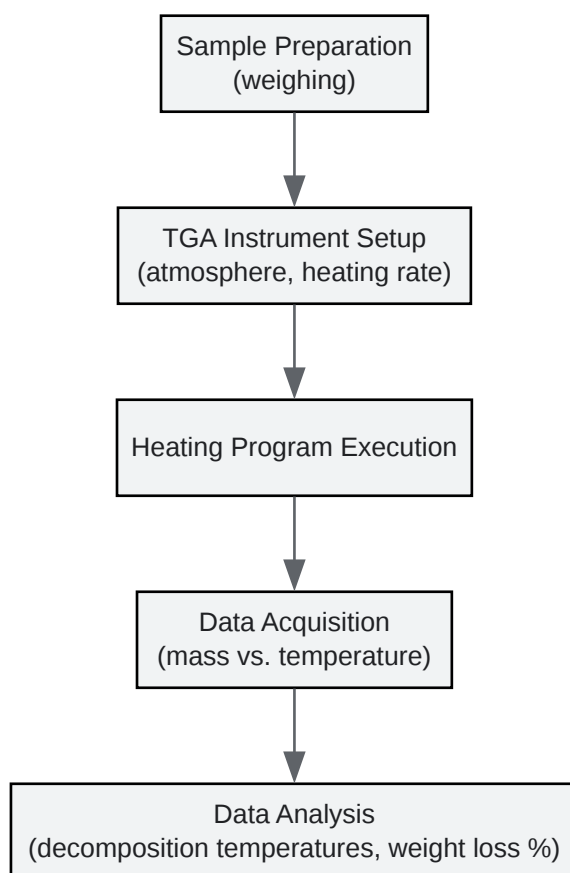 Sample Preparation
(weighing)
TGA Instrument Setup
(atmosphere, heating rate)
Heating Program Execution
Data Acquisition
(mass vs. temperature)
Data Analysis
(decomposition temperatures, weight loss %)